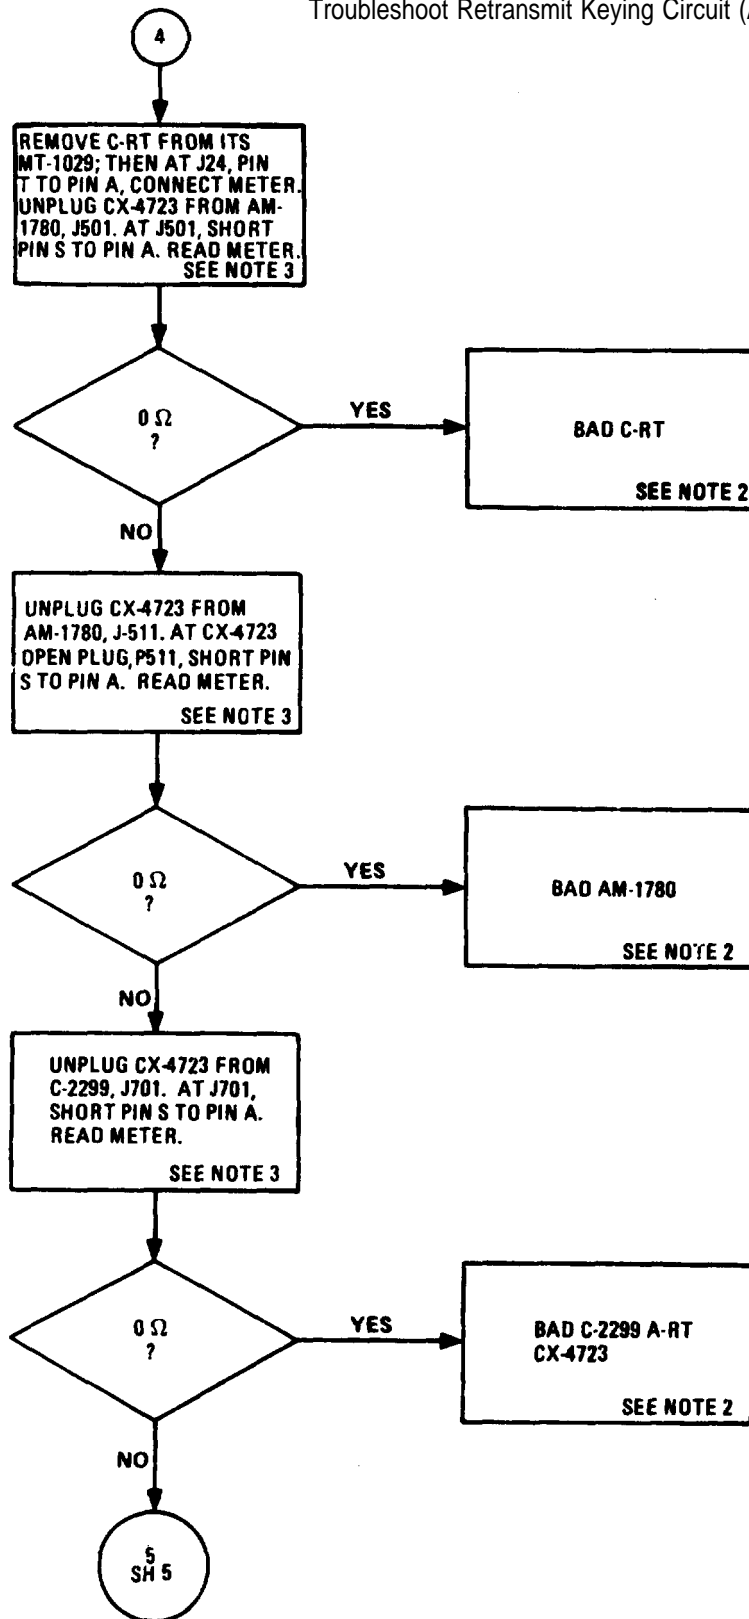 Troubleshoot Retransmit Keying Circuit (
4
REMOVE C-RT FROM ITS
MT-1029; THEN AT J24, PIN
T TO PIN A, CONNECT METER.
UNPLUG CX-4723 FROM AM-
1780, J501. AT J501, SHORT
PIN S TO PIN A. READ METER.
SEE NOTE 3
0 Ω
?
YES
BAD C-RT
SEE NOTE 2
NO
UNPLUG CX-4723 FROM
AM-1780, J-511. AT CX-4723
OPEN PLUG, P511, SHORT PIN
S TO PIN A. READ METER.
SEE NOTE 3
0 Ω
?
YES
BAD AM-1780
SEE NOTE 2
NO
UNPLUG CX-4723 FROM
C-2299, J701. AT J701,
SHORT PIN S TO PIN A.
READ METER.
SEE NOTE 3
0 Ω
?
YES
BAD C-2299 A-RT
CX-4723
SEE NOTE 2
NO
5
SH 5